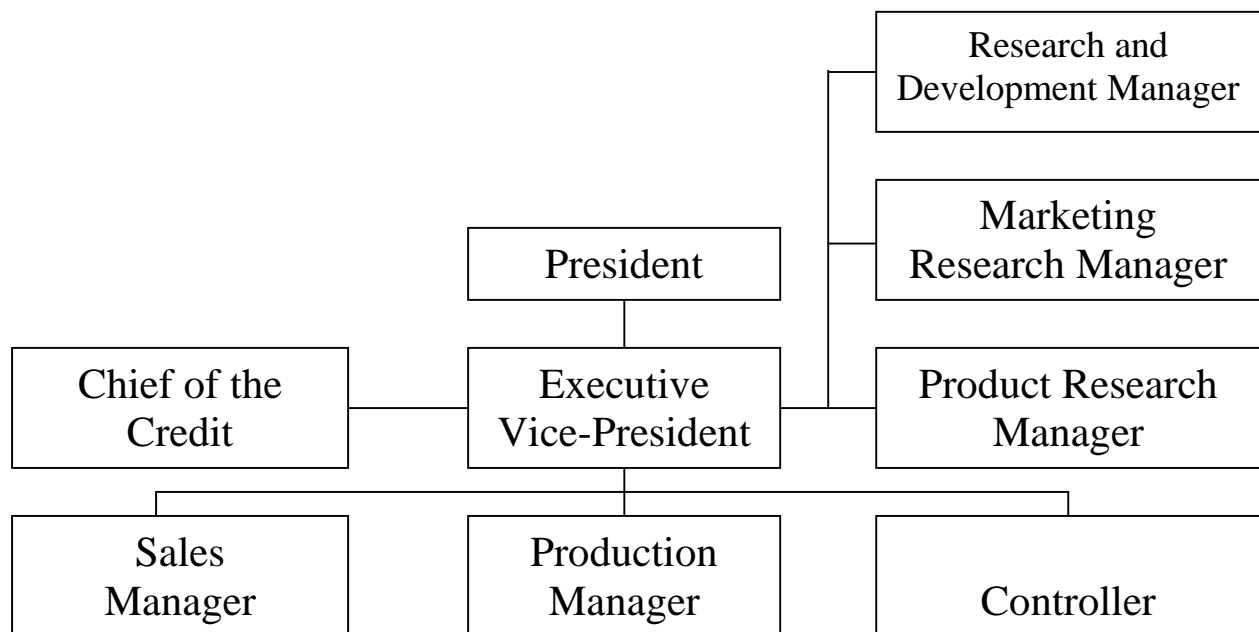 Research and
Development Manager
Marketing
Research Manager
President
Chief of the
Credit
Executive
Vice-President
Product Research
Manager
Sales
Manager
Production
Manager
Controller